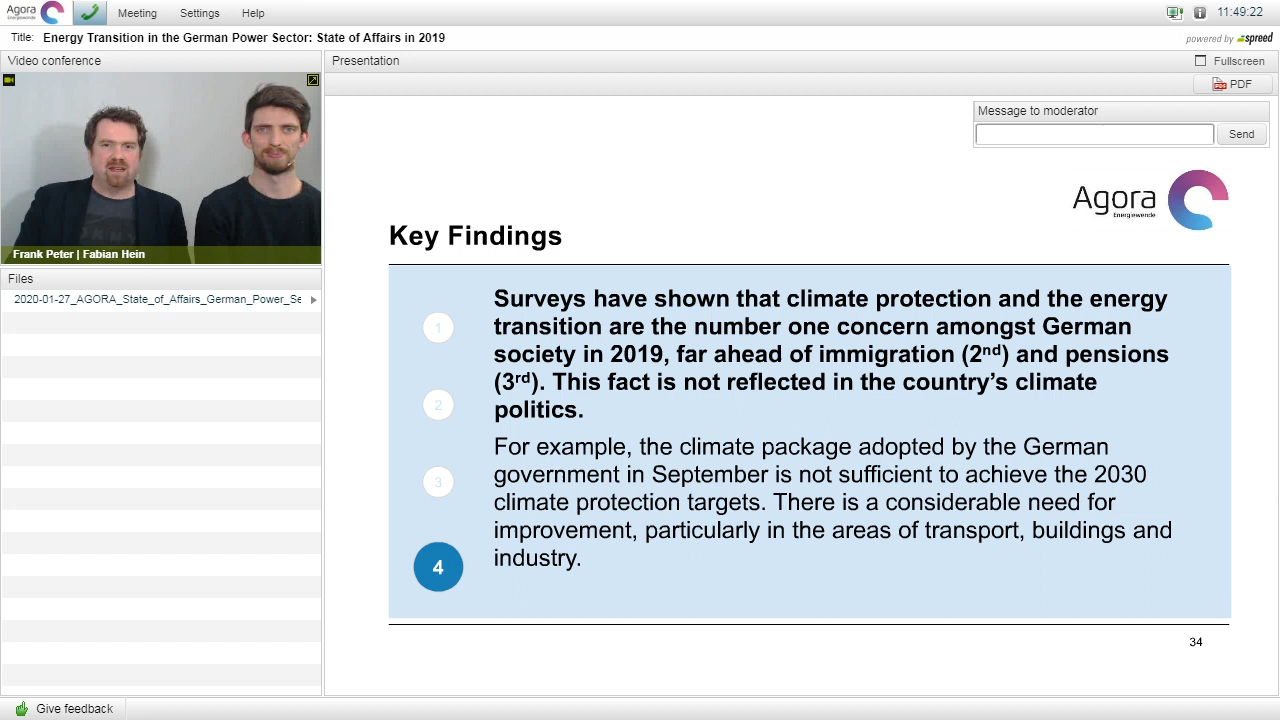 Agora
Energiewende
Meeting
Settings
Help
11:49:22
Title: Energy Transition in the German Power Sector: State of Affairs in 2019
powered by spreed
Video conference
Presentation
Fullscreen
PDF
Message to moderator
Send
Frank Peter | Fabian Hein
Files
2020-01-27_AGORA_State_of_Affairs_German_Power_Se
Agora
Energiewende
Key Findings
1
2
3
4
Surveys have shown that climate protection and the energy
transition are the number one concern amongst German
society in 2019, far ahead of immigration (2nd) and pensions
(3rd). This fact is not reflected in the country’s climate
politics.
For example, the climate package adopted by the German
government in September is not sufficient to achieve the 2030
climate protection targets. There is a considerable need for
improvement, particularly in the areas of transport, buildings and
industry.
34
Give feedback